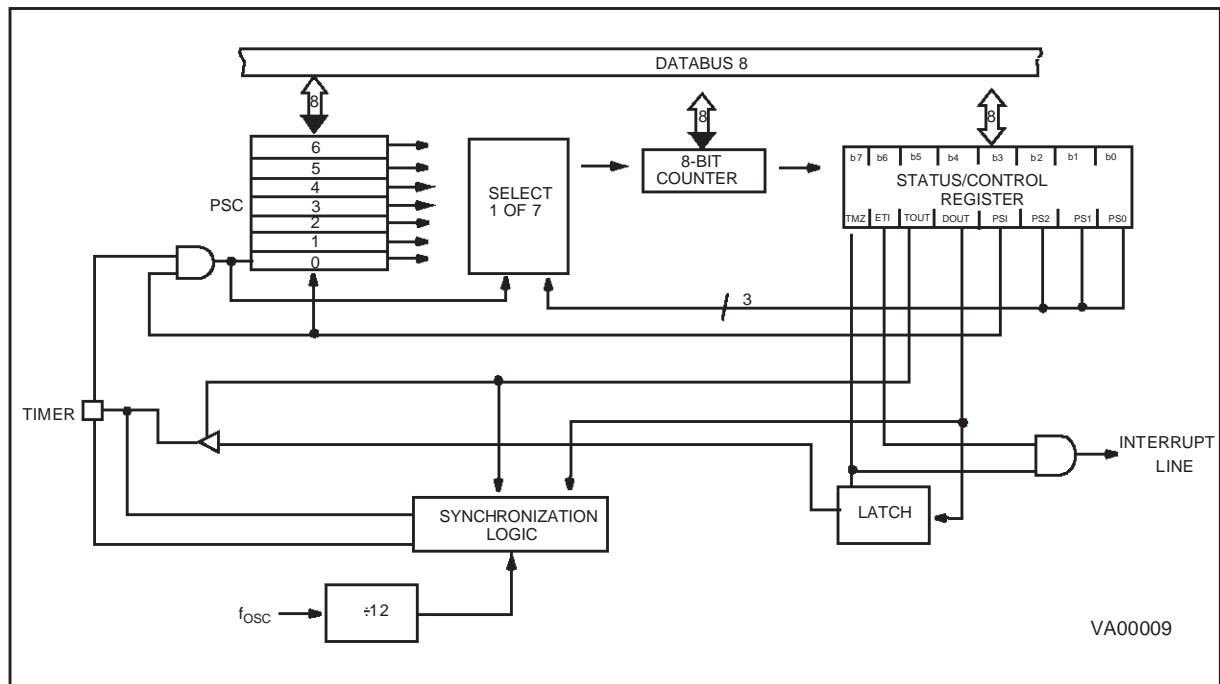 DATABUS 8
8
8
8
6
5
4
3
2
1
0
PSC
SELECT
1 OF 7
8-BIT
COUNTER
b7 b6 b5 b4 b3 b2 b1 b0
STATUS/CONTROL
REGISTER
TMZ ETI TOUT DOUT PSI PS2 PS1 PS0
3
TIMER
INTERRUPT
LINE
LATCH
SYNCHRONIZATION
LOGIC
fOSC
÷12
VA00009